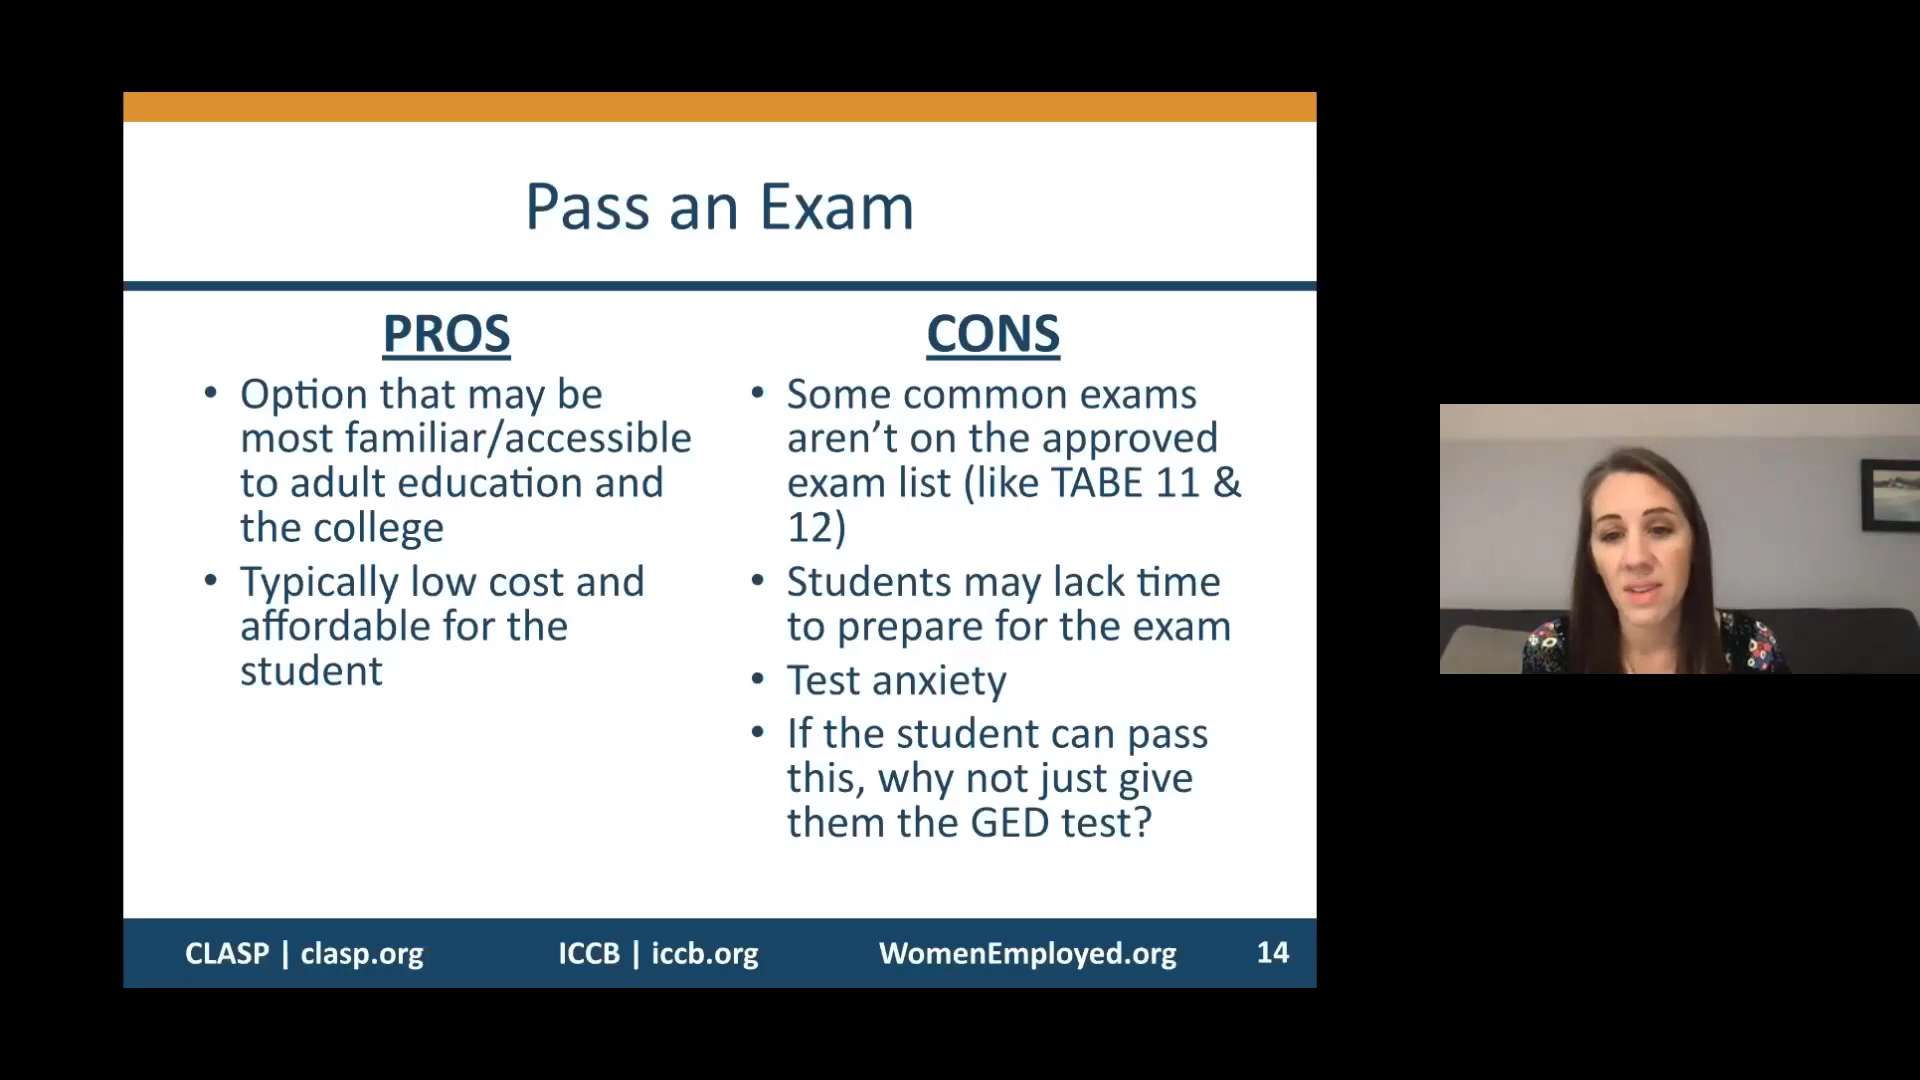 Pass an Exam
PROS
• Option that may be
most familiar/accessible
to adult education and
the college
• Typically low cost and
affordable for the
student
CONS
• Some common exams
aren’t on the approved
exam list (like TABE 11 &
12)
• Students may lack time
to prepare for the exam
• Test anxiety
• If the student can pass
this, why not just give
them the GED test?
CLASP | clasp.org ICCB | iccb.org WomenEmployed.org 14